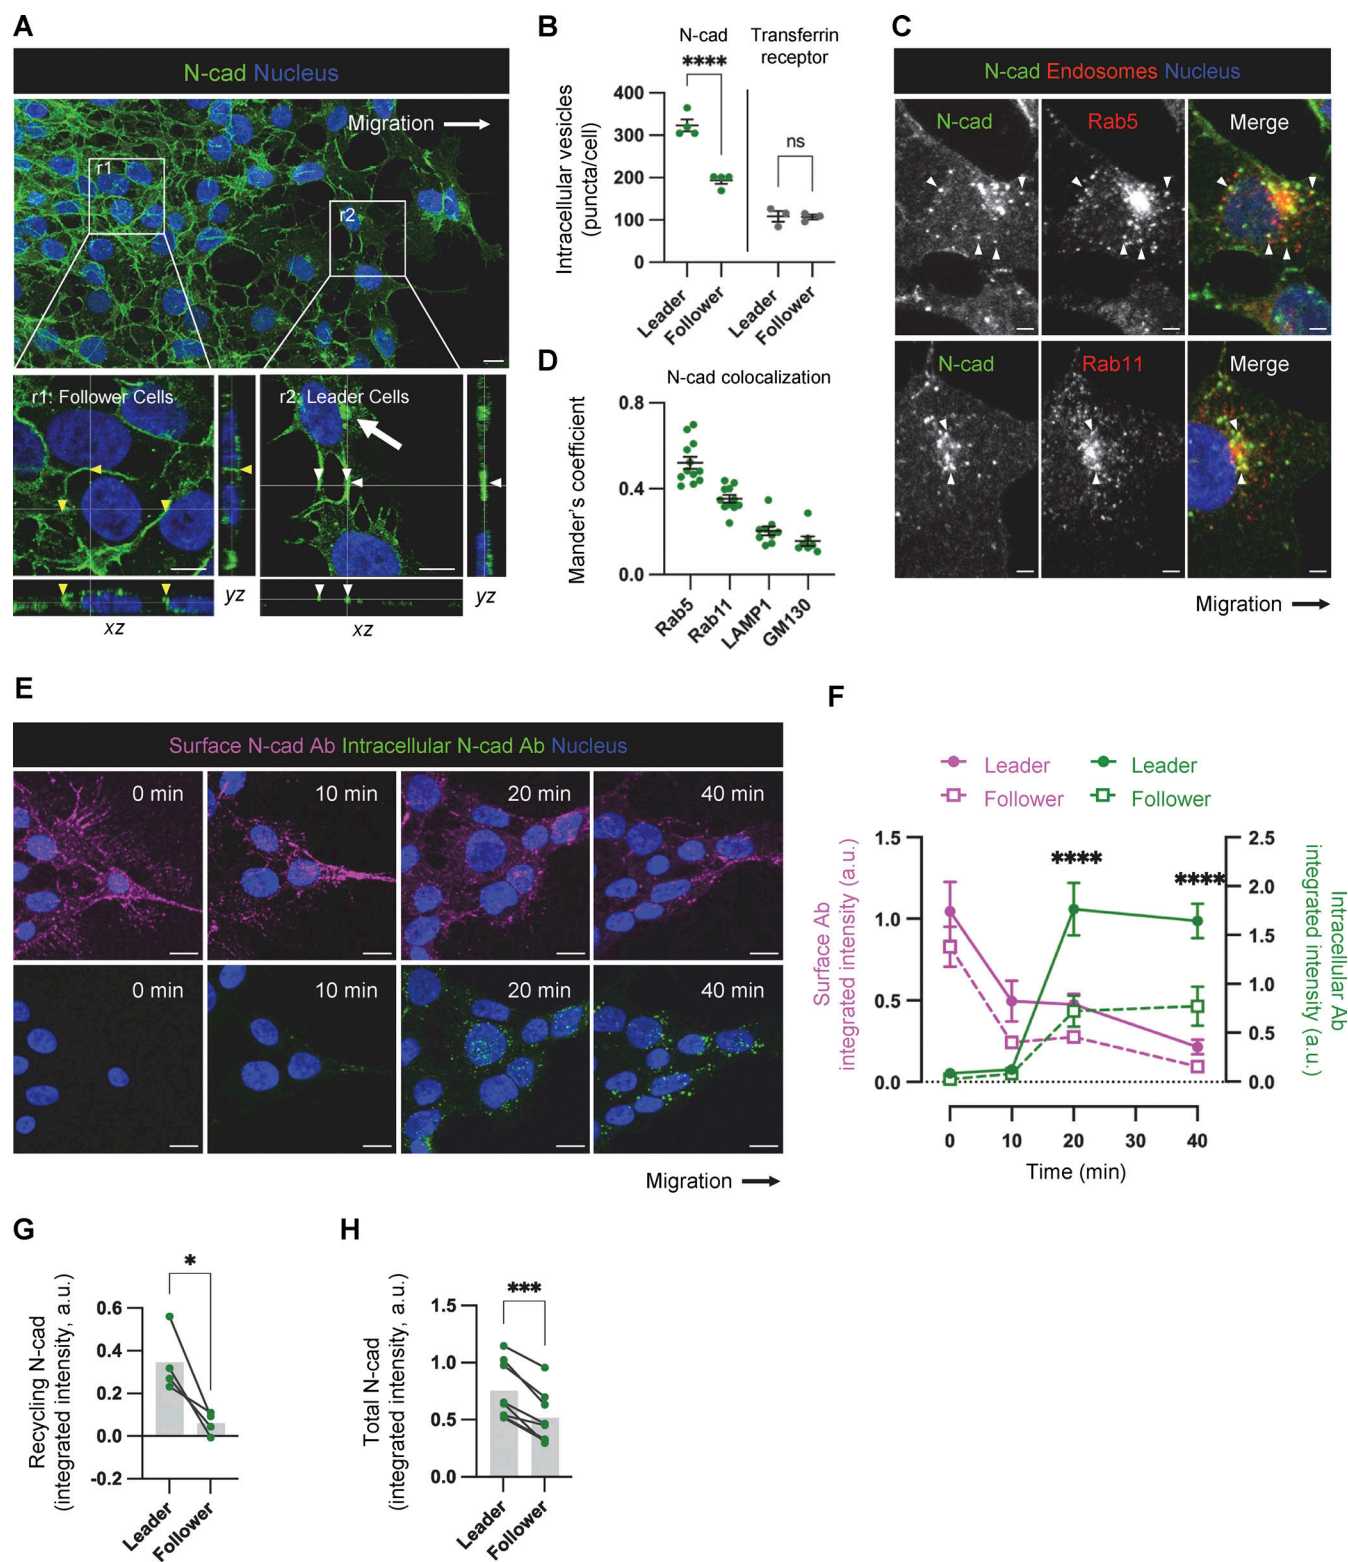 A
N-cad Nucleus
Migration
r1
r2
r1: Follower Cells
r2: Leader Cells
yz
yz
xz
xz
B
N-cad
Transferrin
receptor
****
ns
Intracellular vesicles
(puncta/cell)
400
300
200
100
0
Leader
Follower
Leader
Follower
C
N-cad Endosomes Nucleus
N-cad
Rab5
Merge
N-cad
Rab11
Merge
Migration
D
N-cad colocalization
Mander's coefficient
0.8
0.4
0.0
Rab5
Rab11
LAMP1
GM130
E
Surface N-cad Ab Intracellular N-cad Ab Nucleus
0 min
10 min
20 min
40 min
0 min
10 min
20 min
40 min
Migration
F
Leader
Leader
Follower
Follower
Surface Ab
integrated intensity (a.u.)
1.5
1.0
0.5
0.0
****
****
2.5
2.0
1.5
1.0
0.5
0.0
Intracellular Ab
integrated intensity (a.u.)
0
10
20
30
40
Time (min)
G
*
Recycling N-cad
(integrated intensity, a.u.)
0.6
0.4
0.2
0.0
-0.2
Leader
Follower
H
***
Total N-cad
(integrated intensity, a.u.)
1.5
1.0
0.5
0.0
Leader
Follower